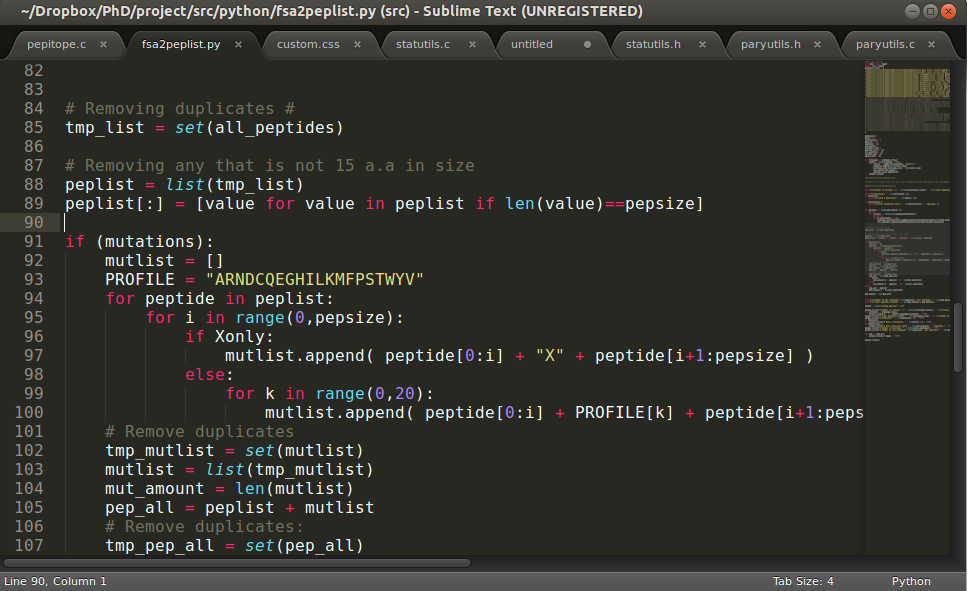 ~/Dropbox/PhD/project/src/python/fsa2peplist.py (src) - Sublime Text (UNREGISTERED)
pepitope.c × fsa2peplist.py × custom.css × statutils.c × untitled statutils.h × paryutils.h × paryutils.c ×
82
83
84 # Removing duplicates #
85 tmp_list = set(all_peptides)
86
87 # Removing any that is not 15 a.a in size
88 peplist = list(tmp_list)
89 peplist[:] = [value for value in peplist if len(value)==pepsize]
90
91 if (mutations):
92     mutlist = []
93     PROFILE = "ARNDCQEGHILKMFPSTWYV"
94     for peptide in peplist:
95         for i in range(0,pepsize):
96             if Xonly:
97                 mutlist.append( peptide[0:i] + "X" + peptide[i+1:pepsize] )
98             else:
99                 for k in range(0,20):
100                     mutlist.append( peptide[0:i] + PROFILE[k] + peptide[i+1:peps
101     # Remove duplicates
102     tmp_mutlist = set(mutlist)
103     mutlist = list(tmp_mutlist)
104     mut_amount = len(mutlist)
105     pep_all = peplist + mutlist
106     # Remove duplicates:
107     tmp_pep_all = set(pep_all)
Line 90, Column 1 Tab Size: 4 Python